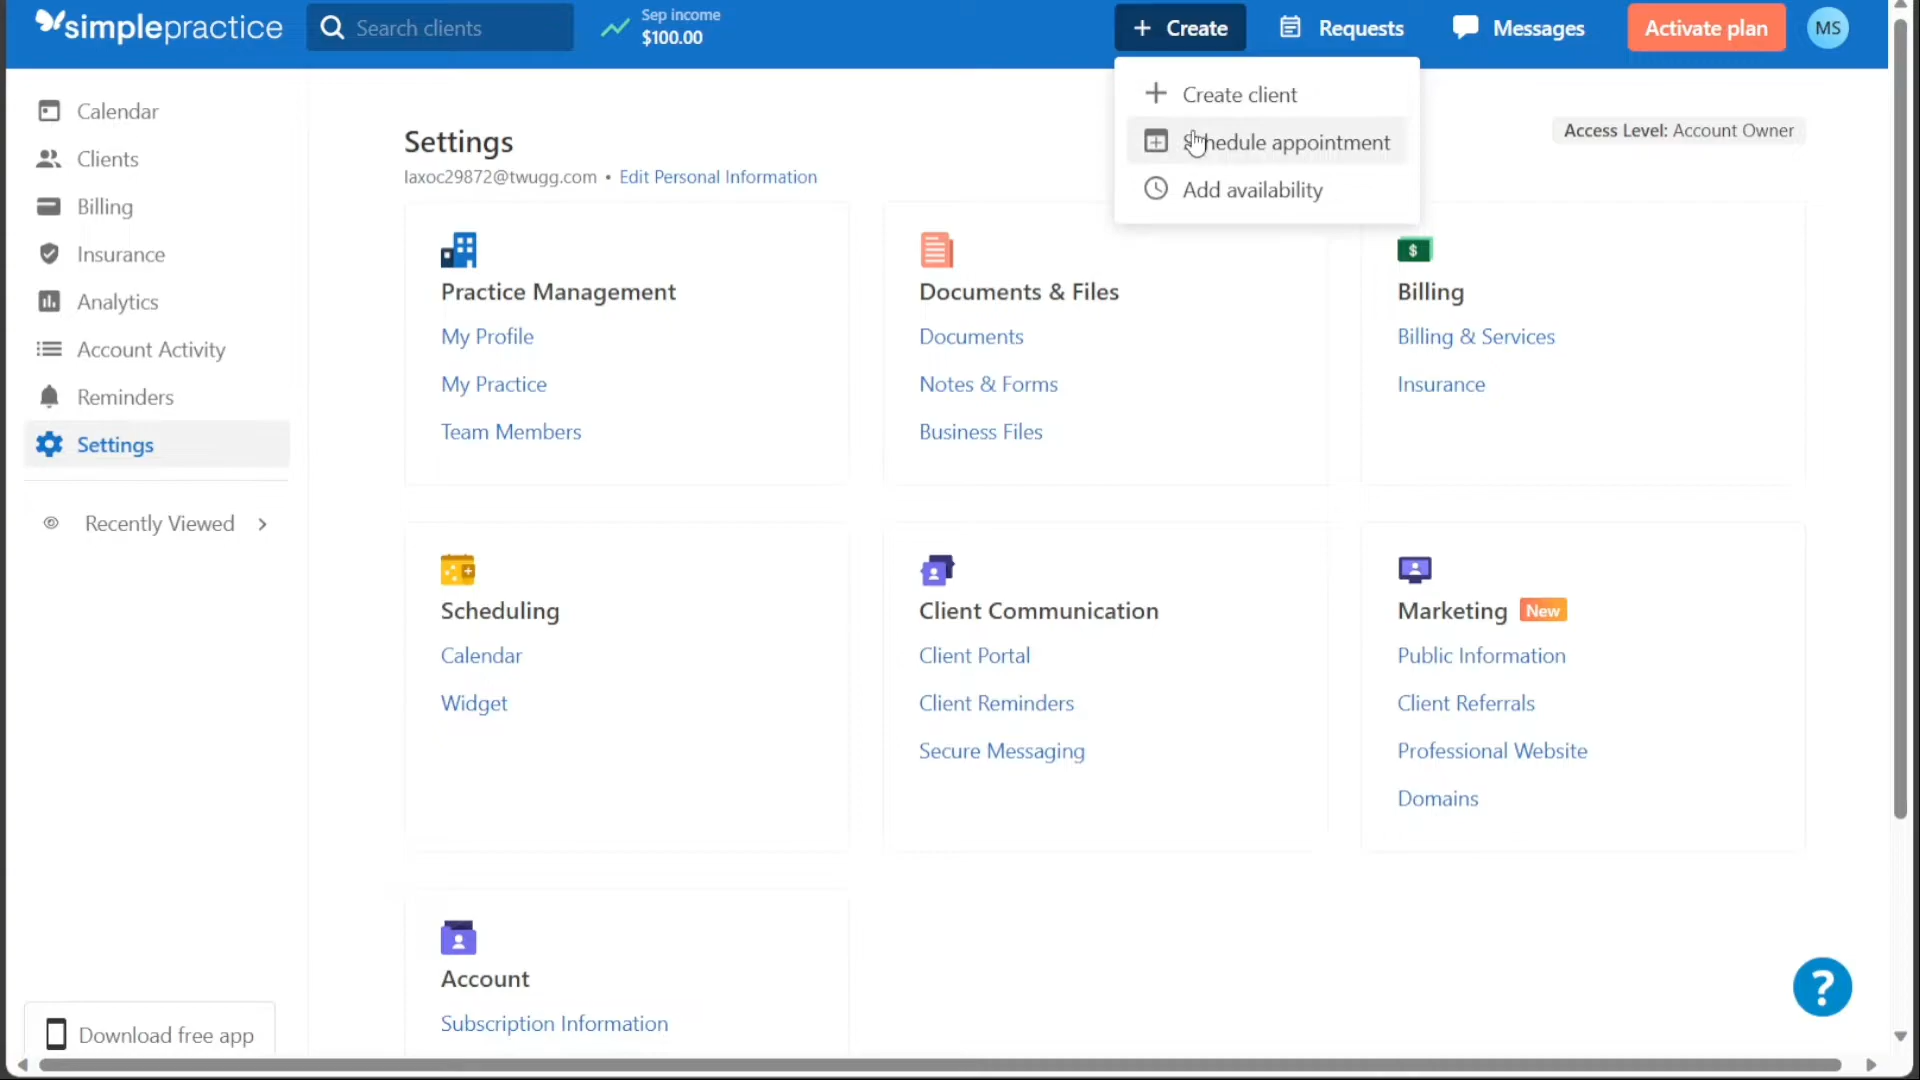 simplepractice
Search clients
Sep income
$100.00
Create
Requests
Messages
Activate plan
MS
Create client
Schedule appointment
Add availability
Calendar
Clients
Billing
Insurance
Analytics
Account Activity
Reminders
Settings
Recently Viewed
Download free app
Settings
laxoc29872@twugg.com • Edit Personal Information
Access Level: Account Owner
Practice Management
My Profile
My Practice
Team Members
Documents & Files
Documents
Notes & Forms
Business Files
$
Billing
Billing & Services
Insurance
Scheduling
Calendar
Widget
Client Communication
Client Portal
Client Reminders
Secure Messaging
Marketing New
Public Information
Client Referrals
Professional Website
Domains
Account
Subscription Information
?